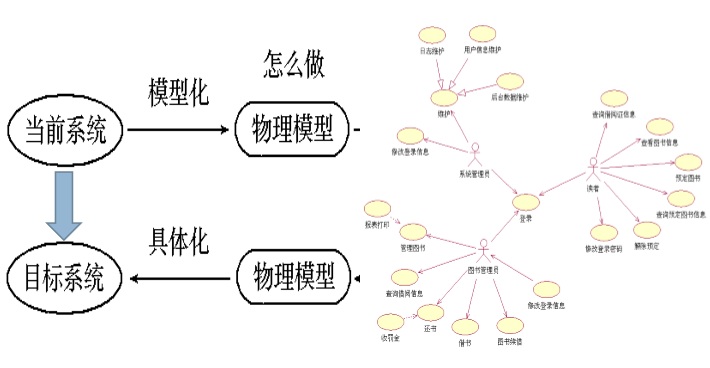 怎么做
模型化
当前系统
物理模型
具体化
目标系统
物理模型
日志维护
用户信息维护
后台数据维护
维护
修改登录信息
系统管理员
查询借阅证信息
查看图书信息
预定图书
读者
查询预定图书信息
修改登录密码
解除预定
登录
报表打印
管理图书
图书管理员
查询借阅信息
修改登录信息
还书
收罚金
借书
图书续借